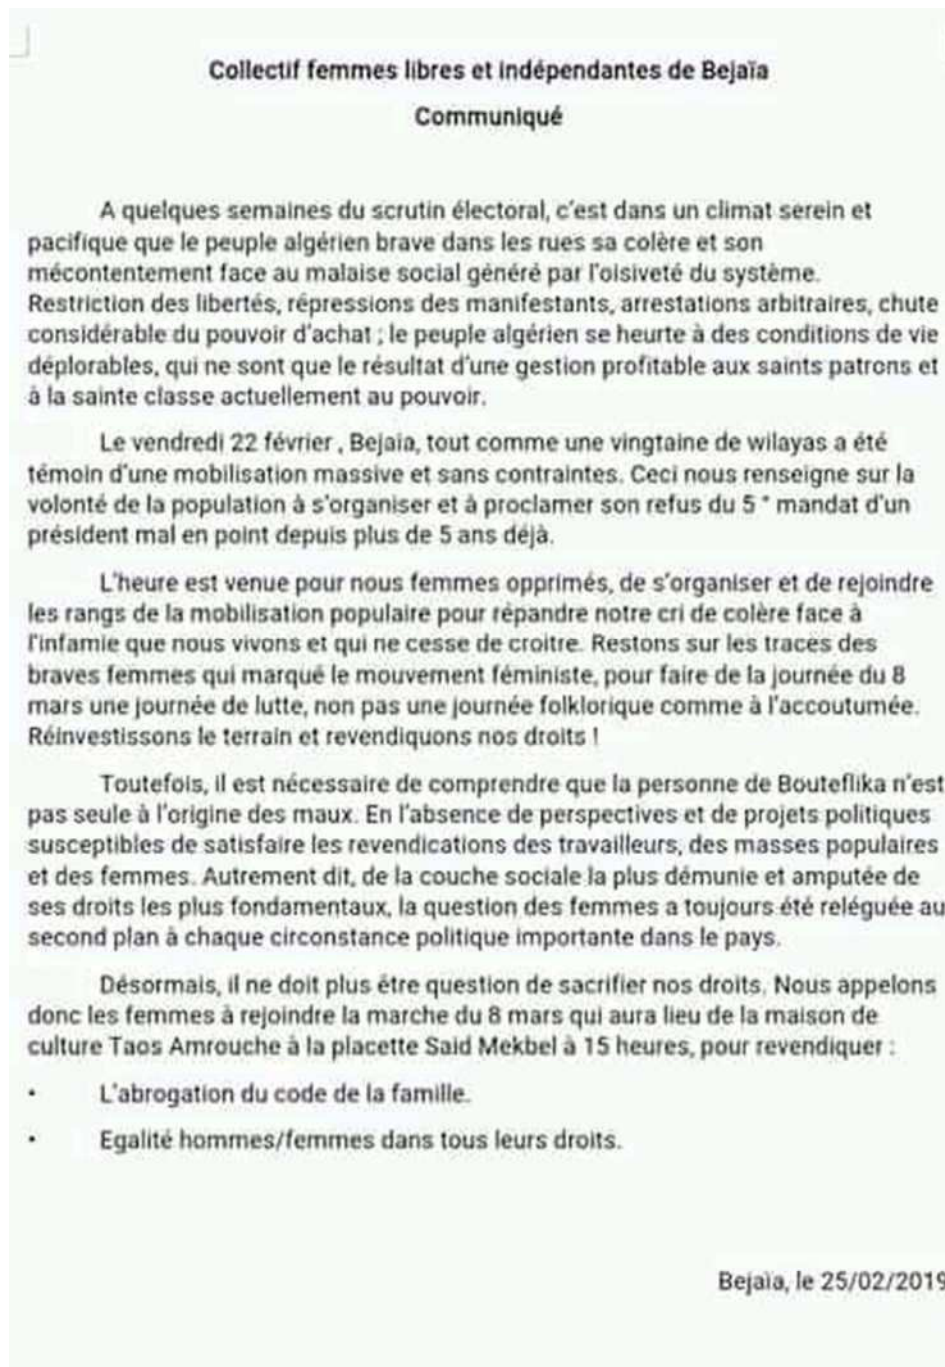 Collectif femmes libres et indépendantes de Bejaïa
Communiqué
A quelques semaines du scrutin électoral, c'est dans un climat serein et
pacifique que le peuple algérien brave dans les rues sa colère et son
mécontentement face au malaise social généré par l'oisiveté du système.
Restriction des libertés, répressions des manifestants, arrestations arbitraires, chute
considérable du pouvoir d'achat ; le peuple algérien se heurte à des conditions de vie
déplorables, qui ne sont que le résultat d'une gestion profitable aux saints patrons et
à la sainte classe actuellement au pouvoir.
Le vendredi 22 février , Bejaia, tout comme une vingtaine de wilayas a été
témoin d'une mobilisation massive et sans contraintes. Ceci nous renseigne sur la
volonté de la population à s'organiser et à proclamer son refus du 5 ° mandat d'un
président mal en point depuis plus de 5 ans déjà.
L'heure est venue pour nous femmes opprimés, de s'organiser et de rejoindre
les rangs de la mobilisation populaire pour répandre notre cri de colère face à
l'infamie que nous vivons et qui ne cesse de croitre. Restons sur les traces des
braves femmes qui marqué le mouvement féministe, pour faire de la journée du 8
mars une journée de lutte, non pas une journée folklorique comme à l'accoutumée.
Réinvestissons le terrain et revendiquons nos droits !
Toutefois, il est nécessaire de comprendre que la personne de Bouteflika n'est
pas seule à l'origine des maux. En l'absence de perspectives et de projets politiques
susceptibles de satisfaire les revendications des travailleurs, des masses populaires
et des femmes. Autrement dit, de la couche sociale la plus démunie et amputée de
ses droits les plus fondamentaux, la question des femmes a toujours été reléguée au
second plan à chaque circonstance politique importante dans le pays.
Désormais, il ne doit plus être question de sacrifier nos droits. Nous appelons
donc les femmes à rejoindre la marche du 8 mars qui aura lieu de la maison de
culture Taos Amrouche à la placette Said Mekbel à 15 heures, pour revendiquer :
• L'abrogation du code de la famille.
• Egalité hommes/femmes dans tous leurs droits.
Bejaïa, le 25/02/2019